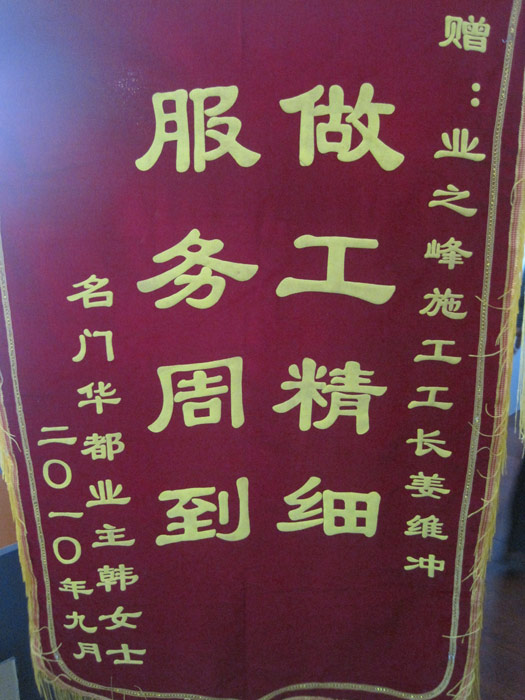 赠：业之峰施工工长姜维冲
做工精细
服务周到
名门华都业主韩女士
二〇一〇年九月